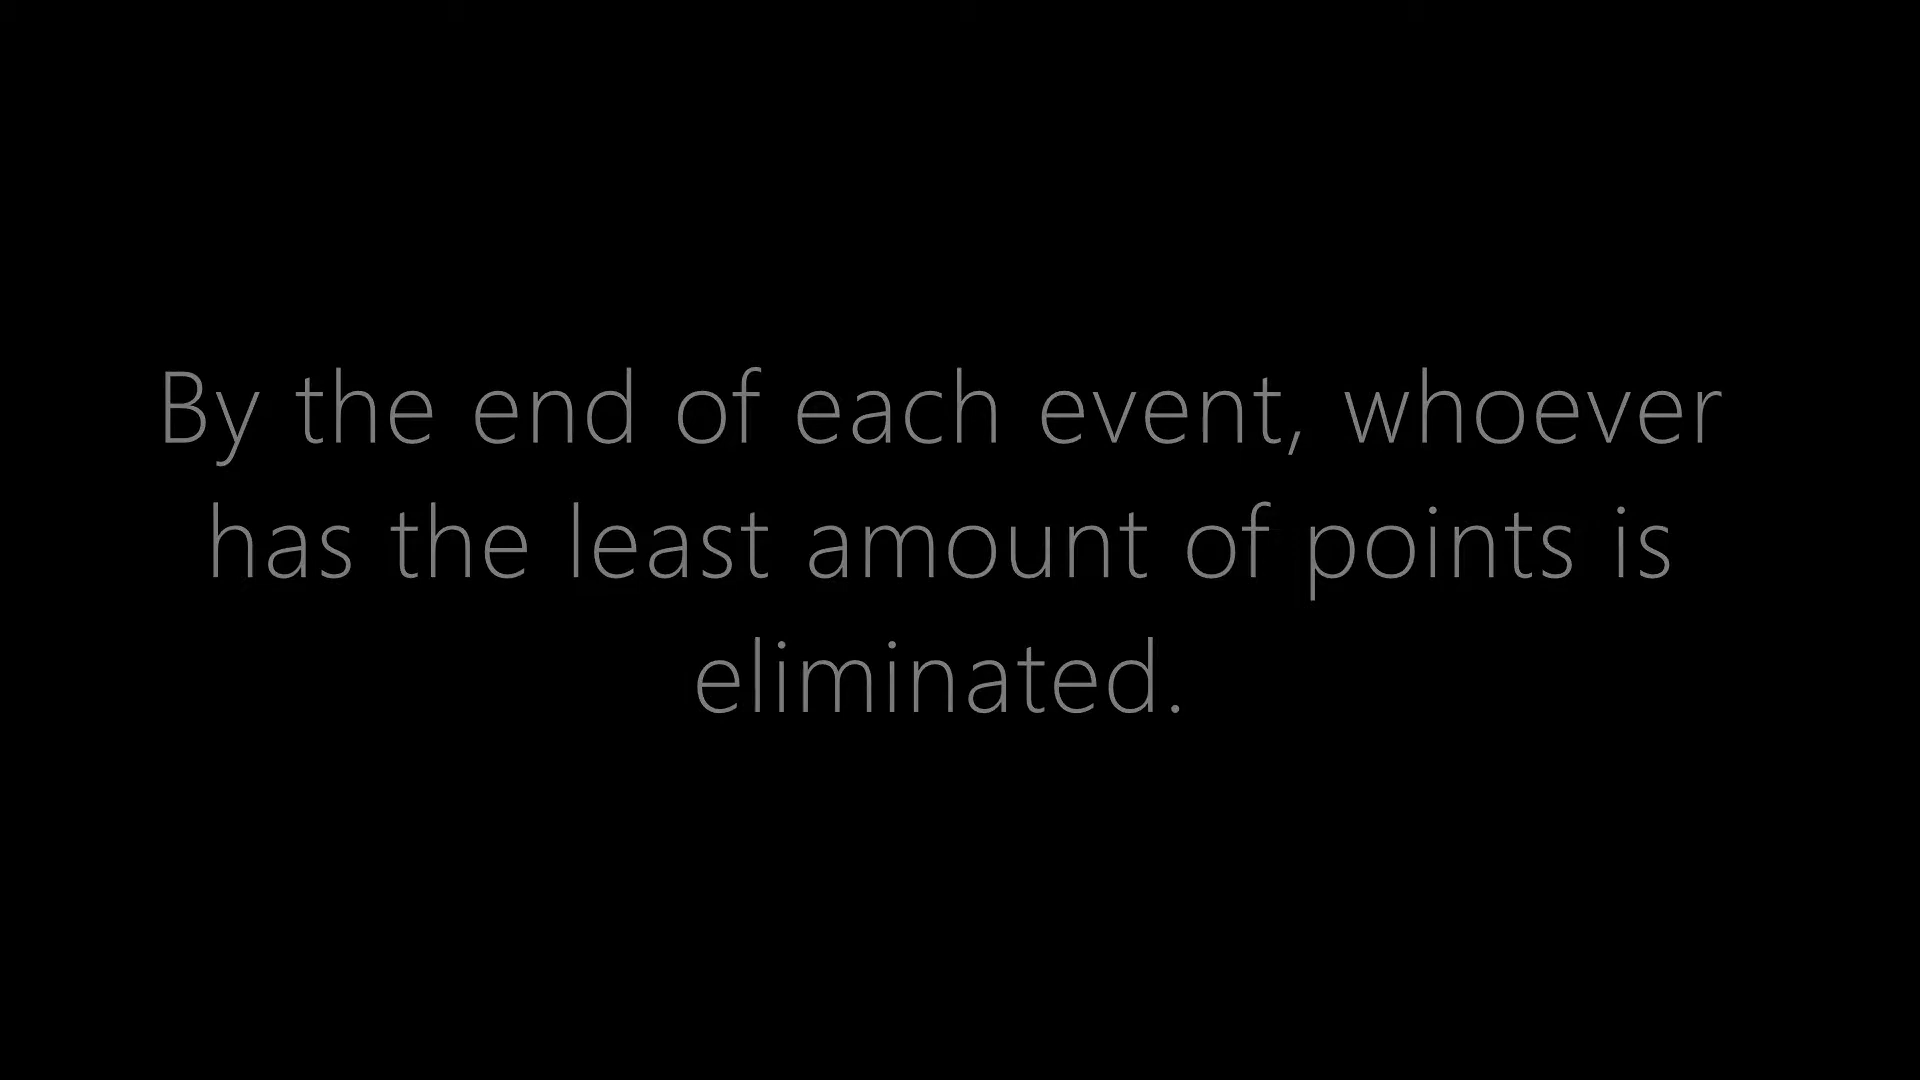 By the end of each event, whoever
has the least amount of points is
eliminated.